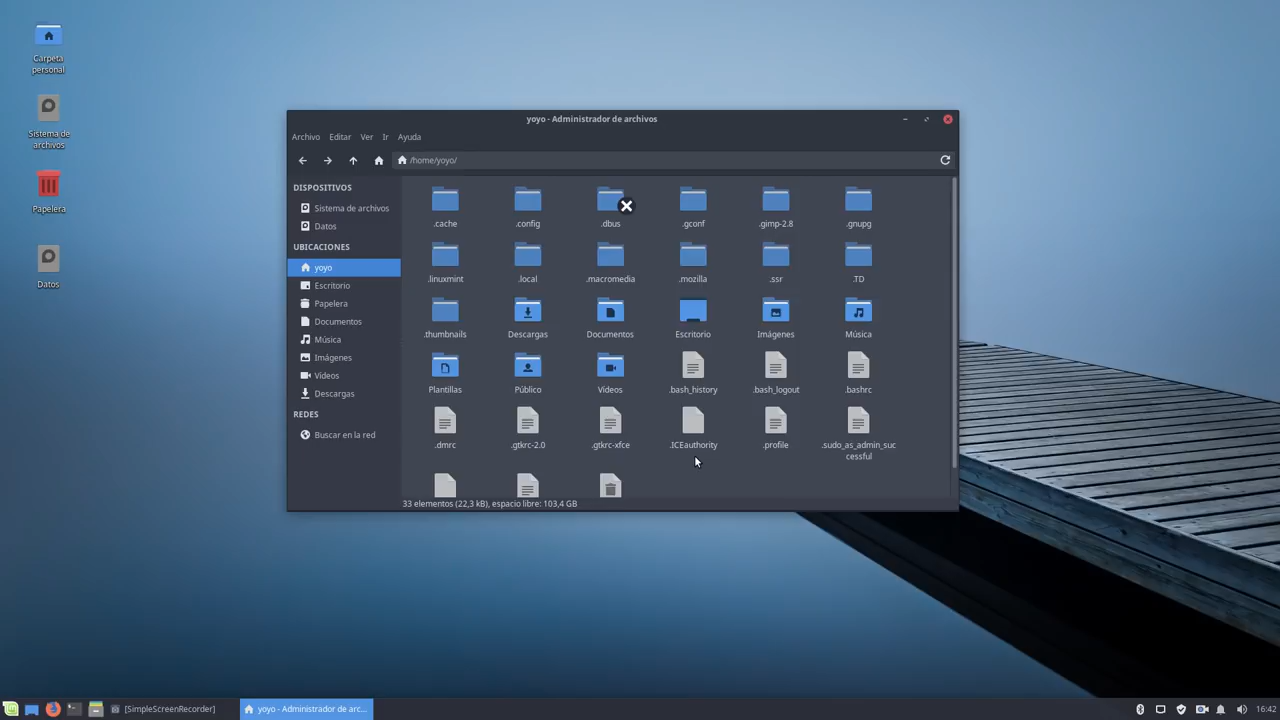 Carpeta
personal
Sistema de
archivos
Papelera
Datos
yoyo - Administrador de archivos
Archivo Editar Ver Ir Ayuda
/home/yoyo/
DISPOSITIVOS
Sistema de archivos
Datos
UBICACIONES
yoyo
Escritorio
Papelera
Documentos
Música
Imágenes
Vídeos
Descargas
REDES
Buscar en la red
.cache .config .dbus .gconf .gimp-2.8 .gnupg
.linuxmint .local .macromedia .mozilla .ssr .TD
.thumbnails Descargas Documentos Escritorio Imágenes Música
Plantillas Público Vídeos .bash_history .bash_logout .bashrc
.dmrc .gtkrc-2.0 .gtkrc-xfce .ICEauthority .profile .sudo_as_admin_suc
cessful
33 elementos (22,3 kB), espacio libre: 103,4 GB
[SimpleScreenRecorder] yoyo - Administrador de arc... 16:42